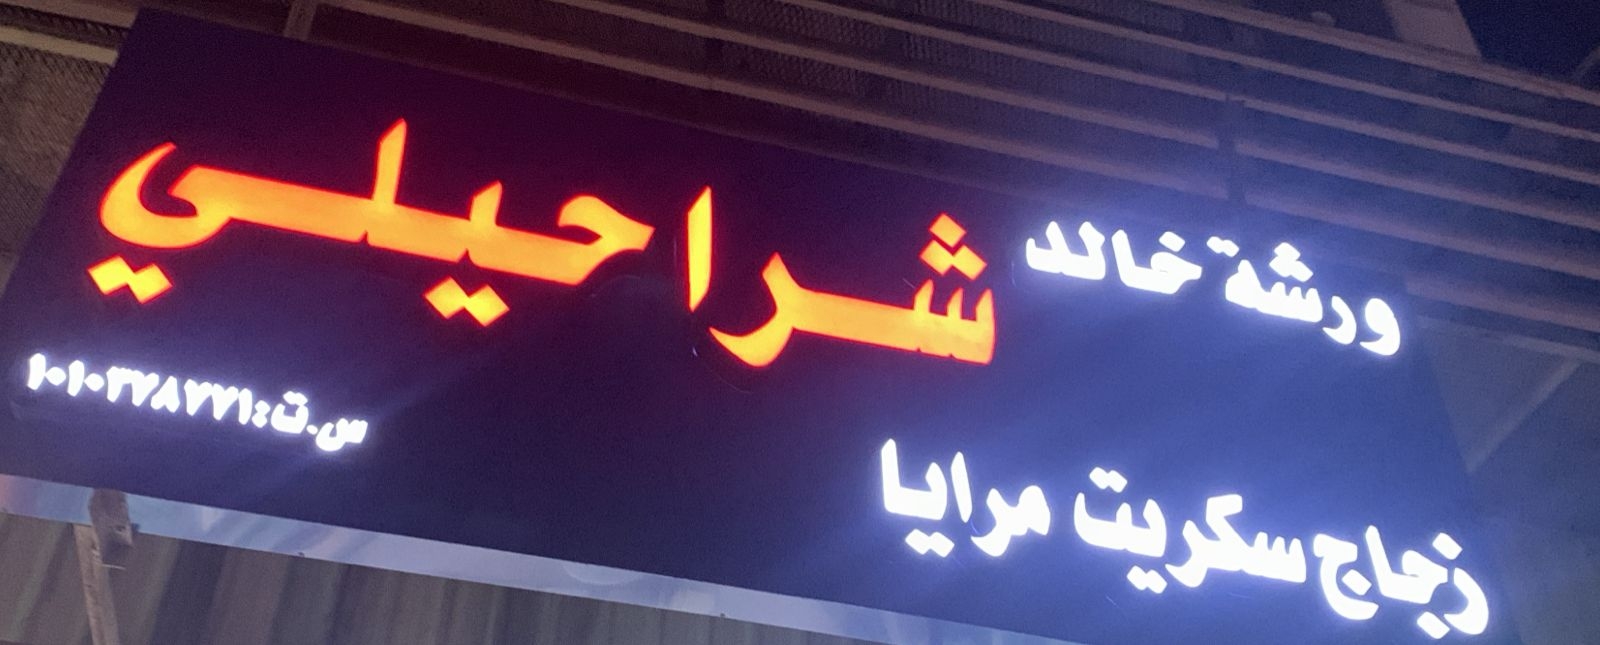 ورشة خالد شراحيلي
زجاج سكريت مرايا
س.ت:١٠١٠٣٧٨٧٧١